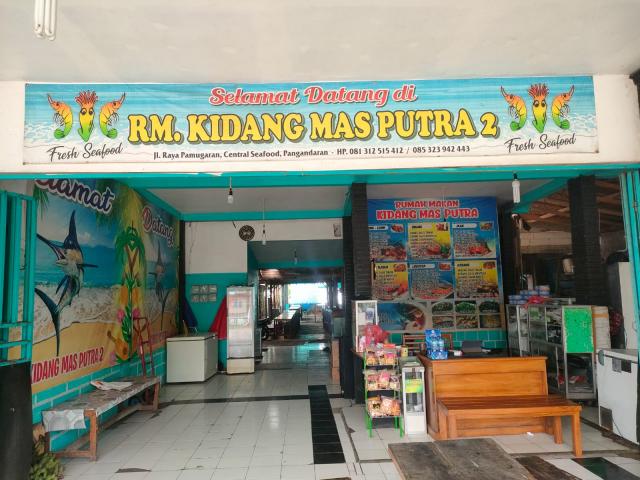 Selamat Datang di
RM. KIDANG MAS PUTRA 2
Fresh Seafood
Fresh Seafood
Jl. Raya Pamugaran, Central Seafood, Pangandaran - HP. 081 312 515 412 / 085 323 942 443
Selamat
Datang
KIDANG MAS PUTRA 2
RUMAH MAKAN
KIDANG MAS PUTRA